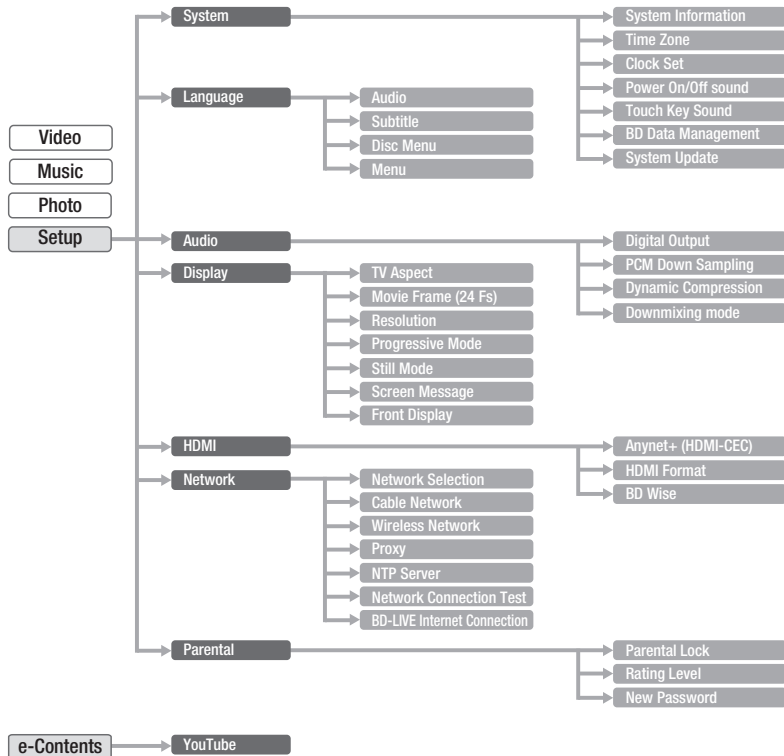 Video
Music
Photo
Setup
System
System Information
Time Zone
Clock Set
Power On/Off sound
Touch Key Sound
BD Data Management
System Update
Language
Audio
Subtitle
Disc Menu
Menu
Audio
Digital Output
PCM Down Sampling
Dynamic Compression
Downmixing mode
Display
TV Aspect
Movie Frame (24 Fs)
Resolution
Progressive Mode
Still Mode
Screen Message
Front Display
HDMI
Anynet+ (HDMI-CEC)
HDMI Format
BD Wise
Network
Network Selection
Cable Network
Wireless Network
Proxy
NTP Server
Network Connection Test
BD-LIVE Internet Connection
Parental
Parental Lock
Rating Level
New Password
e-Contents
YouTube